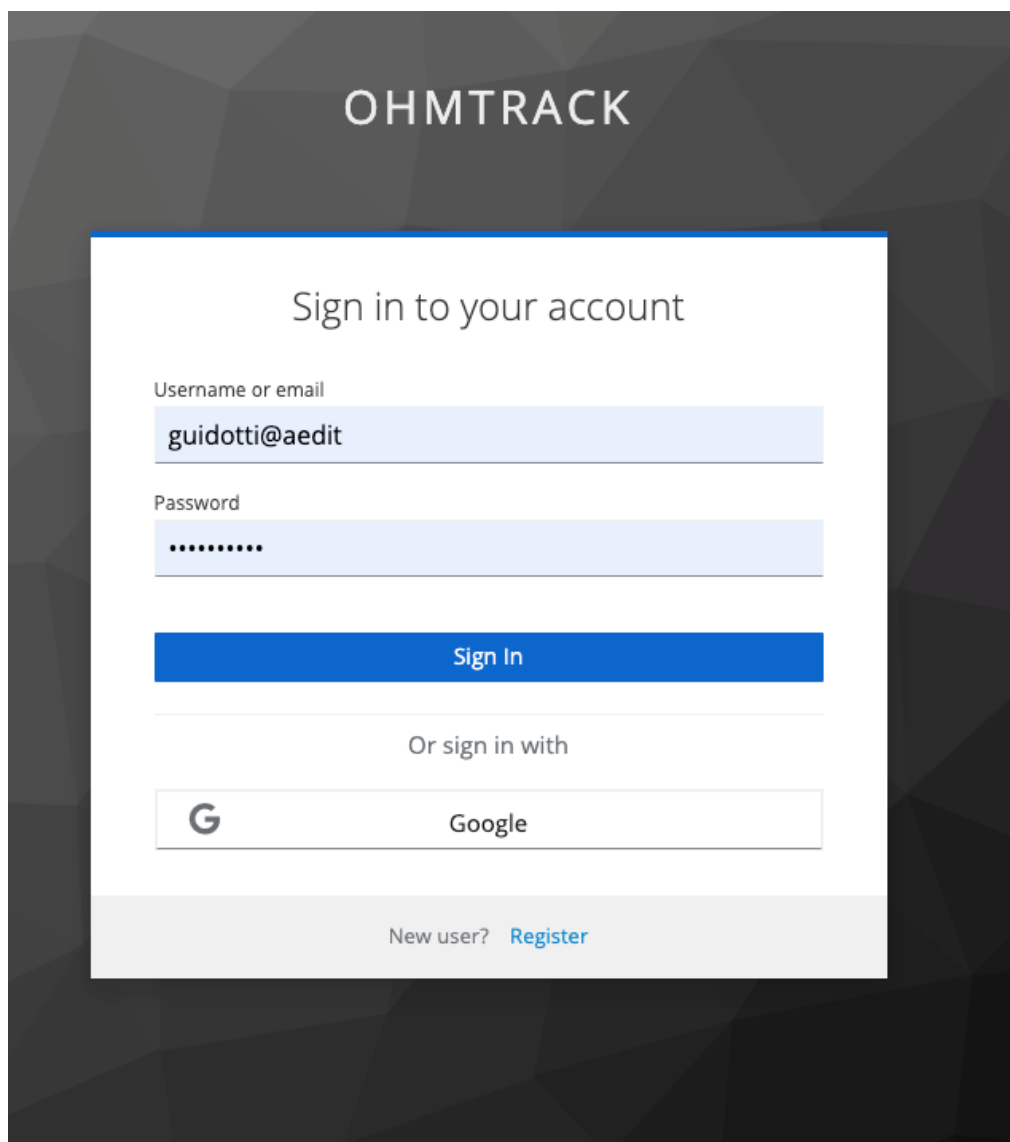 OHMTRACK
Sign in to your account
Username or email
guidotti@aedit
Password
••••••••••
Sign In
Or sign in with
G
Google
New user? Register